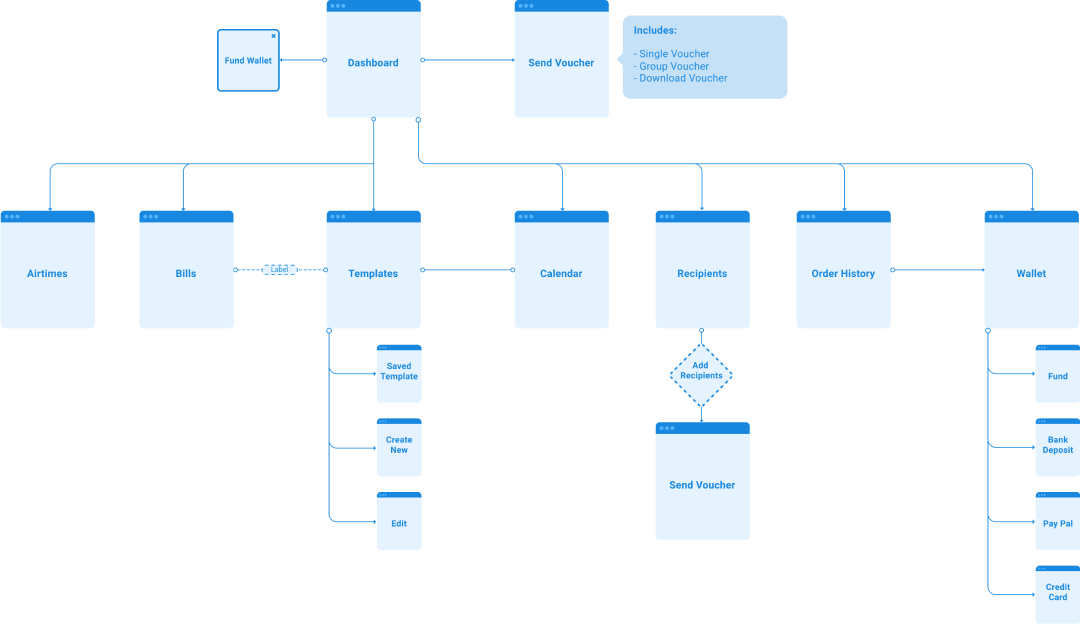 Fund Wallet
Dashboard
Send Voucher
Includes:
- Single Voucher
- Group Voucher
- Download Voucher
Airtimes
Bills
Label
Templates
Calendar
Recipients
Order History
Wallet
Saved
Template
Create
New
Edit
Add
Recipients
Send Voucher
Fund
Bank
Deposit
Pay Pal
Credit
Card